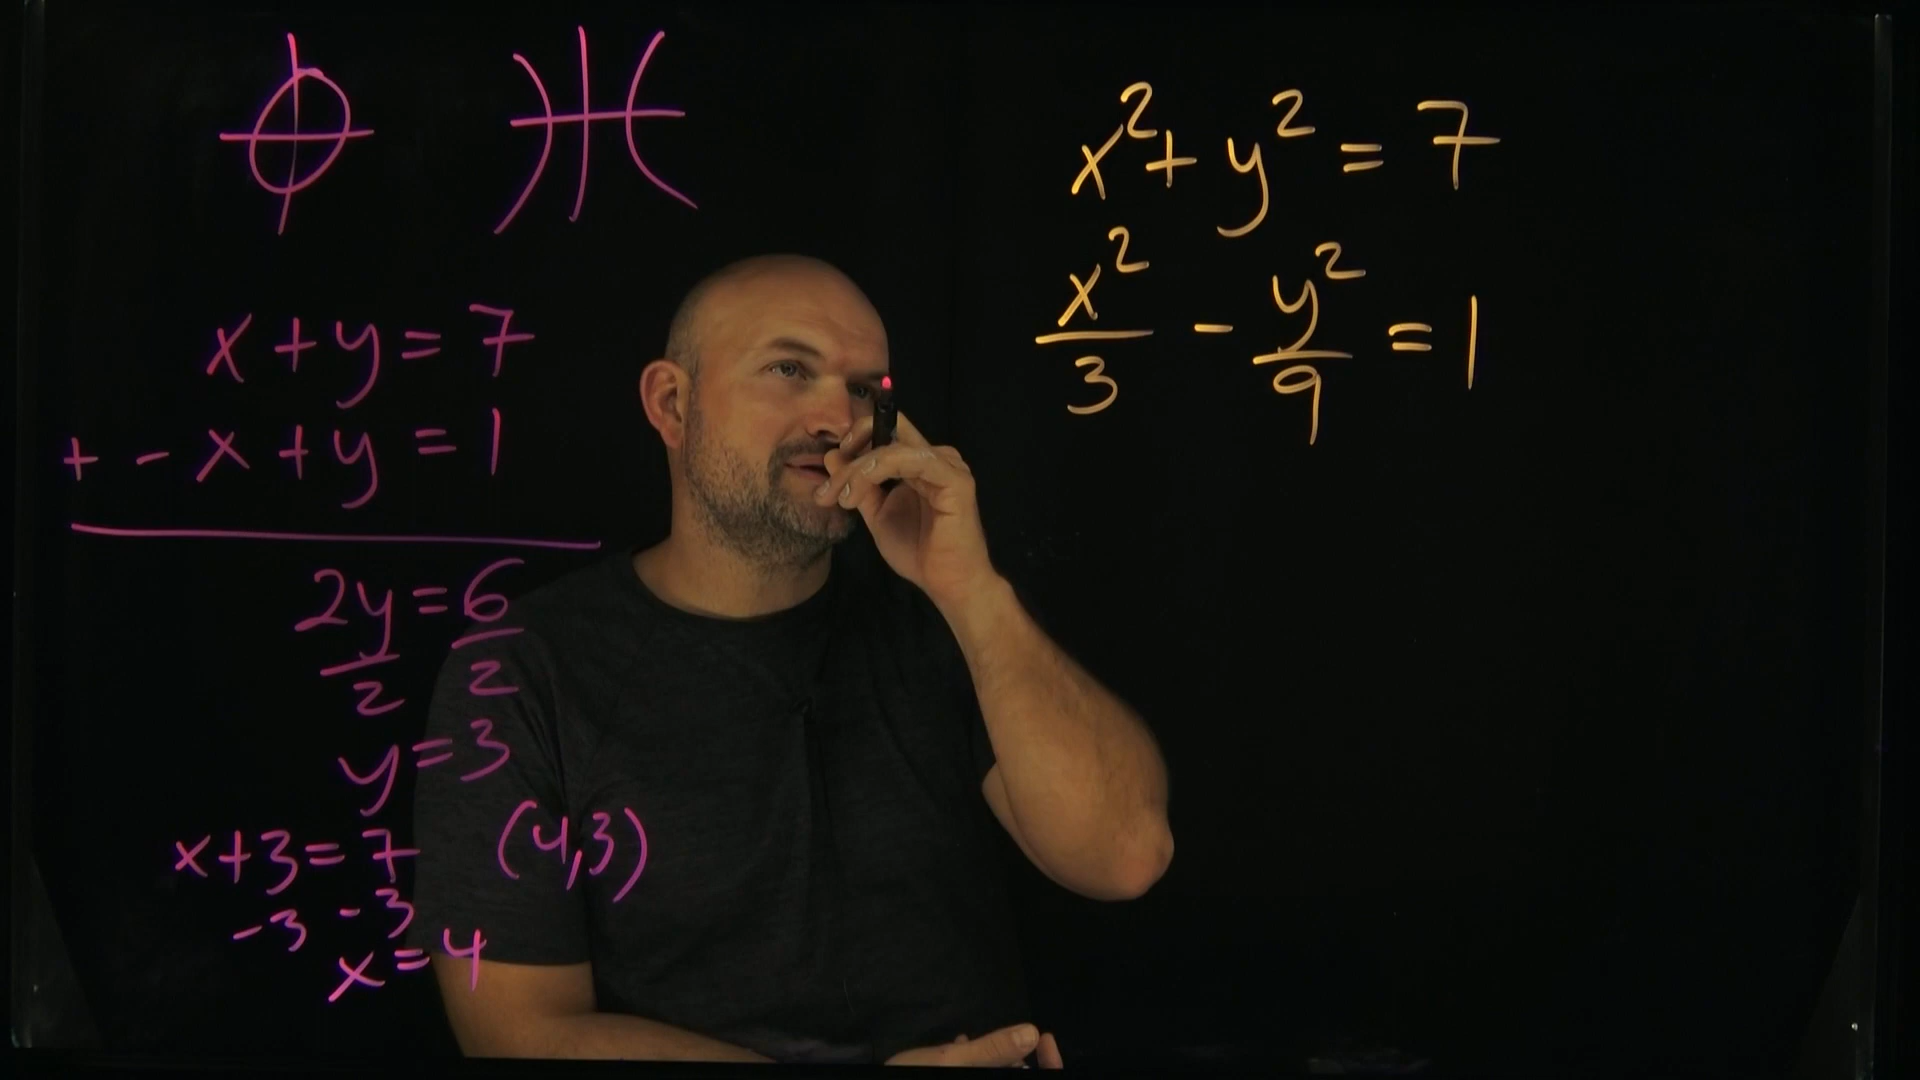 x + y = 7
+ - x + y = 1
2y = 6
2 2
y = 3
x + 3 = 7 (4,3)
-3 -3
x = 4
x² + y² = 7
x²/3 - y²/9 = 1